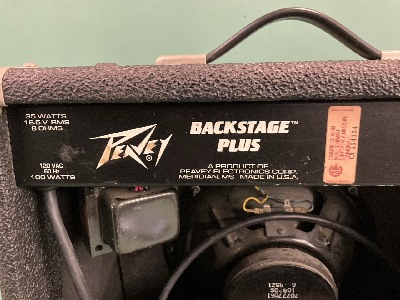 35 WATTS
16.5 V RMS
8 OHMS
120 VAC
60 Hz
100 WATTS
PEAVEY®
BACKSTAGE™
PLUS
A PRODUCT OF
PEAVEY ELECTRONICS CORP.
MERIDIAN, MS. MADE IN U.S.A.